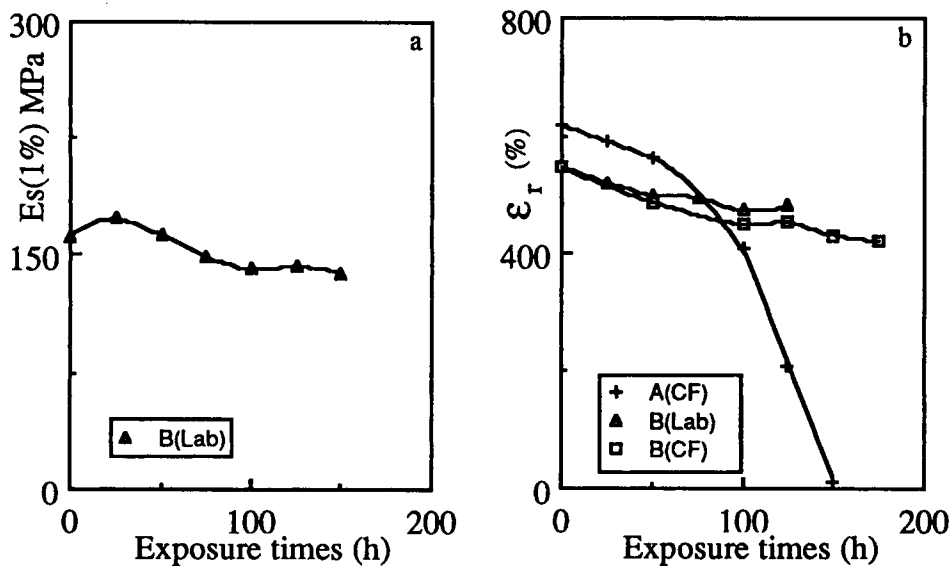 300
150
0
Es(1%) MPa
a
B(Lab)
0
100
200
Exposure times (h)
800
400
0
εr (%)
b
A(CF)
B(Lab)
B(CF)
0
100
200
Exposure times (h)